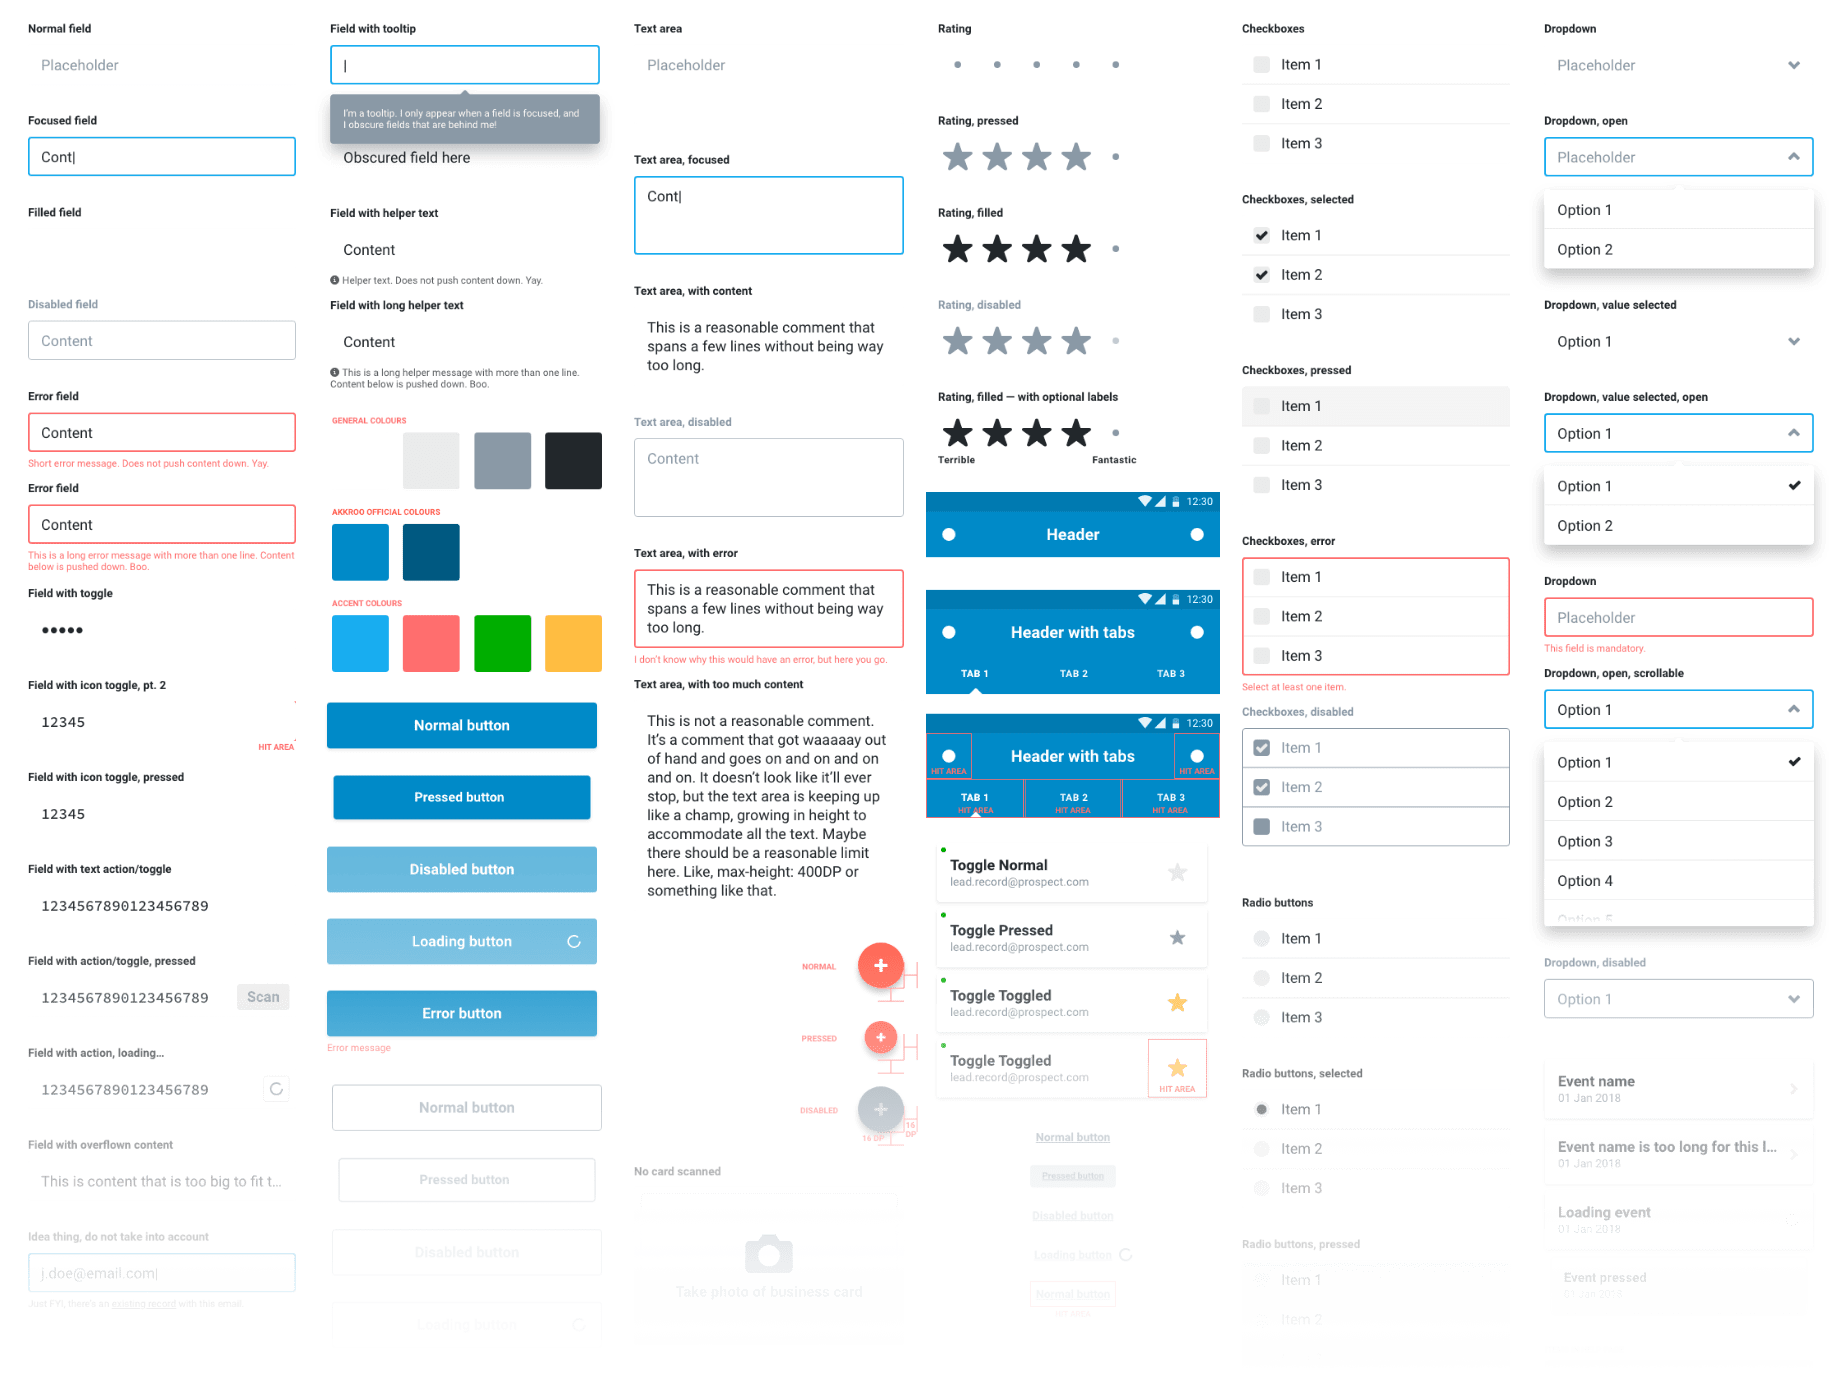 Normal field
Placeholder
Focused field
Cont|
Filled field
Disabled field
Content
Error field
Content
Short error message. Does not push content down. Yay.
Error field
Content
This is a long error message with more than one line. Content
below is pushed down. Boo.
Field with toggle
•••••
Field with icon toggle, pt. 2
12345
HIT AREA
Field with icon toggle, pressed
12345
Field with text action/toggle
1234567890123456789
Field with action/toggle, pressed
1234567890123456789
Scan
Field with action, loading...
1234567890123456789
Field with overflown content
This is content that is too big to fit t...
Idea thing, do not take into account
j.doe@email.com|
Just FYI, there's an existing record with this email
Field with tooltip
|
I'm a tooltip. I only appear when a field is focused, and
I obscure fields that are behind me!
Obscured field here
Field with helper text
Content
Helper text. Does not push content down. Yay.
Field with long helper text
Content
This is a long helper message with more than one line.
Content below is pushed down. Boo.
GENERAL COLOURS
AKKROO OFFICIAL COLOURS
ACCENT COLOURS
Normal button
Pressed button
Disabled button
Loading button
Error button
Error message
Normal button
Pressed button
Disabled button
Loading button
Text area
Placeholder
Text area, focused
Cont|
Text area, with content
This is a reasonable comment that
spans a few lines without being way
too long.
Text area, disabled
Content
Text area, with error
This is a reasonable comment that
spans a few lines without being way
too long.
I don't know why this would have an error, but here you go.
Text area, with too much content
This is not a reasonable comment.
It's a comment that got waaaaay out
of hand and goes on and on and on
and on. It doesn't look like it'll ever
stop, but the text area is keeping up
like a champ, growing in height to
accommodate all the text. Maybe
there should be a reasonable limit
here. Like, max-height: 400DP or
something like that.
NORMAL
PRESSED
DISABLED
16 DP
16
DP
No card scanned
Take photo of business card
Rating
Rating, pressed
Rating, filled
Rating, disabled
Rating, filled — with optional labels
Terrible
Fantastic
12:30
Header
12:30
Header with tabs
TAB 1
TAB 2
TAB 3
12:30
Header with tabs
HIT AREA
HIT AREA
TAB 1
TAB 2
TAB 3
HIT AREA
HIT AREA
HIT AREA
Toggle Normal
lead.record@prospect.com
Toggle Pressed
lead.record@prospect.com
Toggle Toggled
lead.record@prospect.com
Toggle Toggled
lead.record@prospect.com
HIT AREA
Normal button
Pressed button
Disabled button
Loading button
Normal button
HIT AREA
Checkboxes
Item 1
Item 2
Item 3
Checkboxes, selected
Item 1
Item 2
Item 3
Checkboxes, pressed
Item 1
Item 2
Item 3
Checkboxes, error
Item 1
Item 2
Item 3
Select at least one item.
Checkboxes, disabled
Item 1
Item 2
Item 3
Radio buttons
Item 1
Item 2
Item 3
Radio buttons, selected
Item 1
Item 2
Item 3
Radio buttons, pressed
Item 1
Item 2
Dropdown
Placeholder
Dropdown, open
Placeholder
Option 1
Option 2
Dropdown, value selected
Option 1
Dropdown, value selected, open
Option 1
Option 1
Option 2
Dropdown
Placeholder
This field is mandatory.
Dropdown, open, scrollable
Option 1
Option 1
Option 2
Option 3
Option 4
Option 5
Dropdown, disabled
Option 1
Event name
01 Jan 2018
Event name is too long for this l...
01 Jan 2018
Loading event
01 Jan 2018
Event pressed
01 Jan 2018